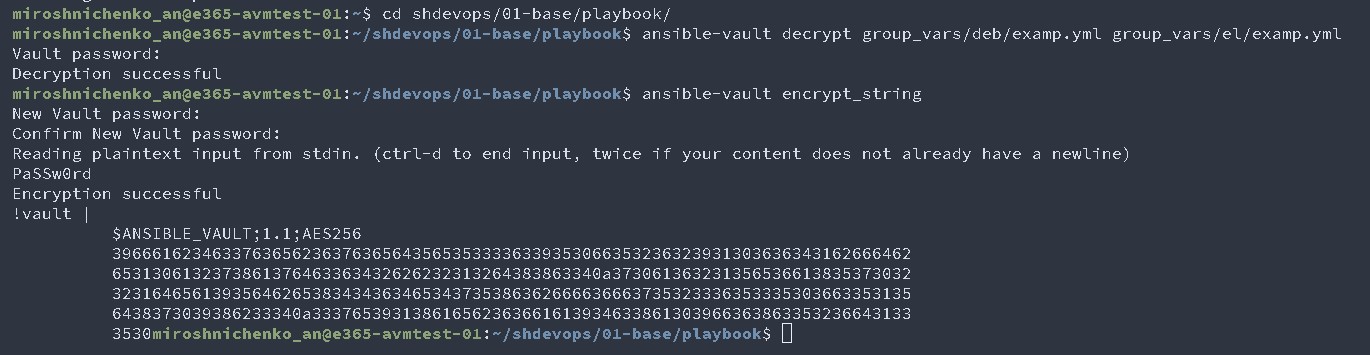 miroshnichenko_an@e365-avmtest-01:~$ cd shdevops/01-base/playbook/
miroshnichenko_an@e365-avmtest-01:~/shdevops/01-base/playbook$ ansible-vault decrypt group_vars/deb/examp.yml group_vars/el/examp.yml
Vault password:
Decryption successful
miroshnichenko_an@e365-avmtest-01:~/shdevops/01-base/playbook$ ansible-vault encrypt_string
New Vault password:
Confirm New Vault password:
Reading plaintext input from stdin. (ctrl-d to end input, twice if your content does not already have a newline)
PaSSw0rd
Encryption successful
!vault |
$ANSIBLE_VAULT;1.1;AES256
39666162346337636562363763656435653533336339353066353236323931303636343162666462
6531306132373861376463363432626232313264383863340a373061363231356536613835373032
32316465613935646265383434363465343735386362666636663735323336353335303663353135
6438373039386233340a333765393138616562363661613934633861303966363863353236643133
3530miroshnichenko_an@e365-avmtest-01:~/shdevops/01-base/playbook$